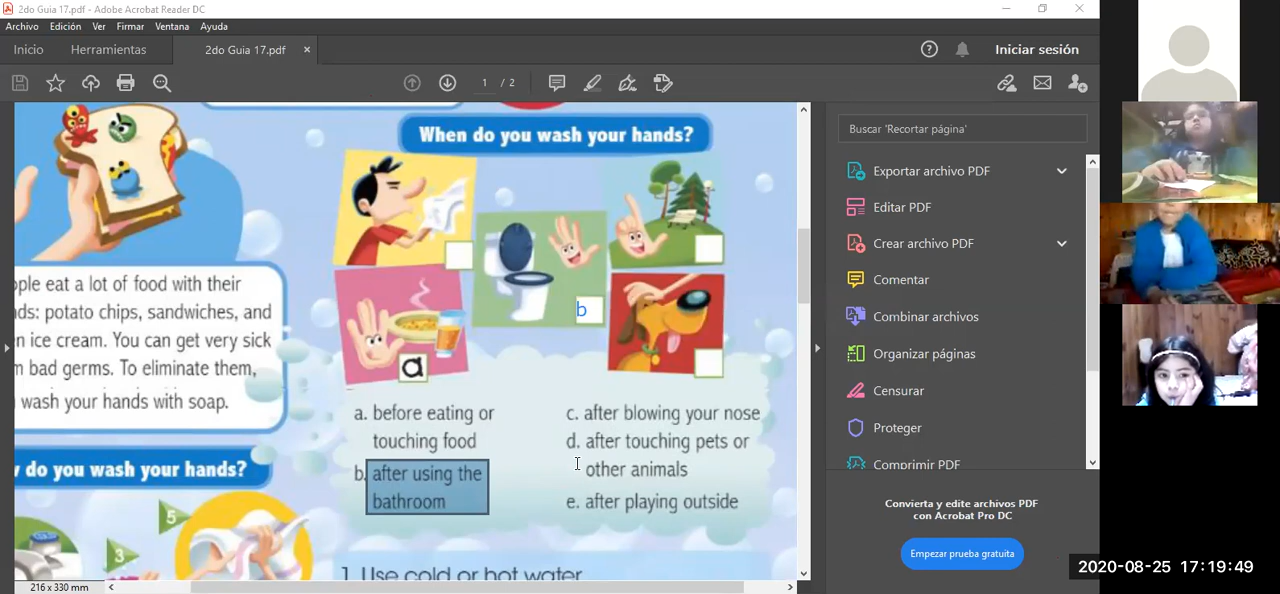 2do Guia 17.pdf - Adobe Acrobat Reader DC
Archivo Edición Ver Firmar Ventana Ayuda
Inicio Herramientas 2do Guia 17.pdf × Iniciar sesión
1 / 2
When do you wash your hands?
b
a
ple eat a lot of food with their
ds: potato chips, sandwiches, and
n ice cream. You can get very sick
m bad germs. To eliminate them,
wash your hands with soap.
a. before eating or
touching food
b. after using the
bathroom
c. after blowing your nose
d. after touching pets or
other animals
e. after playing outside
w do you wash your hands?
5
3
1. Use cold or hot water
216 x 330 mm
Buscar 'Recortar página'
Exportar archivo PDF
Editar PDF
Crear archivo PDF
Comentar
Combinar archivos
Organizar páginas
Censurar
Proteger
Comprimir PDF
Convierta y edite archivos PDF
con Acrobat Pro DC
Empezar prueba gratuita
2020-08-25 17:19:49